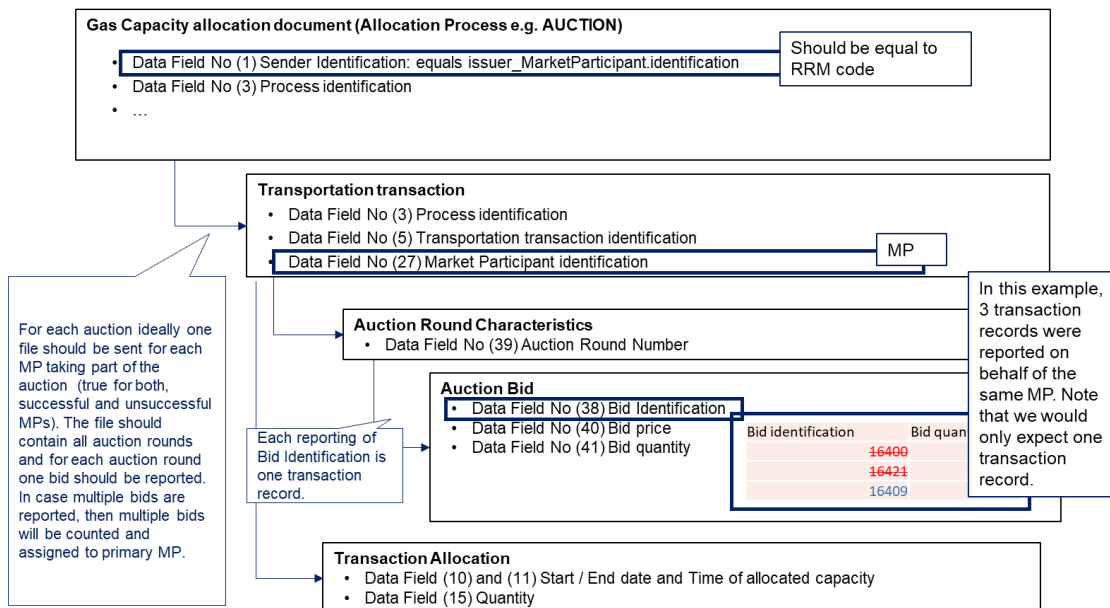 Gas Capacity allocation document (Allocation Process e.g. AUCTION)
• Data Field No (1) Sender Identification: equals issuer_MarketParticipant.identification
• Data Field No (3) Process identification
• ...
Should be equal to
RRM code
Transportation transaction
• Data Field No (3) Process identification
• Data Field No (5) Transportation transaction identification
• Data Field No (27) Market Participant identification
MP
For each auction ideally one
file should be sent for each
MP taking part of the
auction (true for both,
successful and unsuccessful
MPs). The file should
contain all auction rounds
and for each auction round
one bid should be reported.
In case multiple bids are
reported, then multiple bids
will be counted and
assigned to primary MP.
Auction Round Characteristics
• Data Field No (39) Auction Round Number
Each reporting of
Bid Identification is
one transaction
record.
Auction Bid
• Data Field No (38) Bid Identification
• Data Field No (40) Bid price
• Data Field No (41) Bid quantity
Bid identification Bid quan
16400
16421
16409
In this example,
3 transaction
records were
reported on
behalf of the
same MP. Note
that we would
only expect one
transaction
record.
Transaction Allocation
• Data Field (10) and (11) Start / End date and Time of allocated capacity
• Data Field (15) Quantity